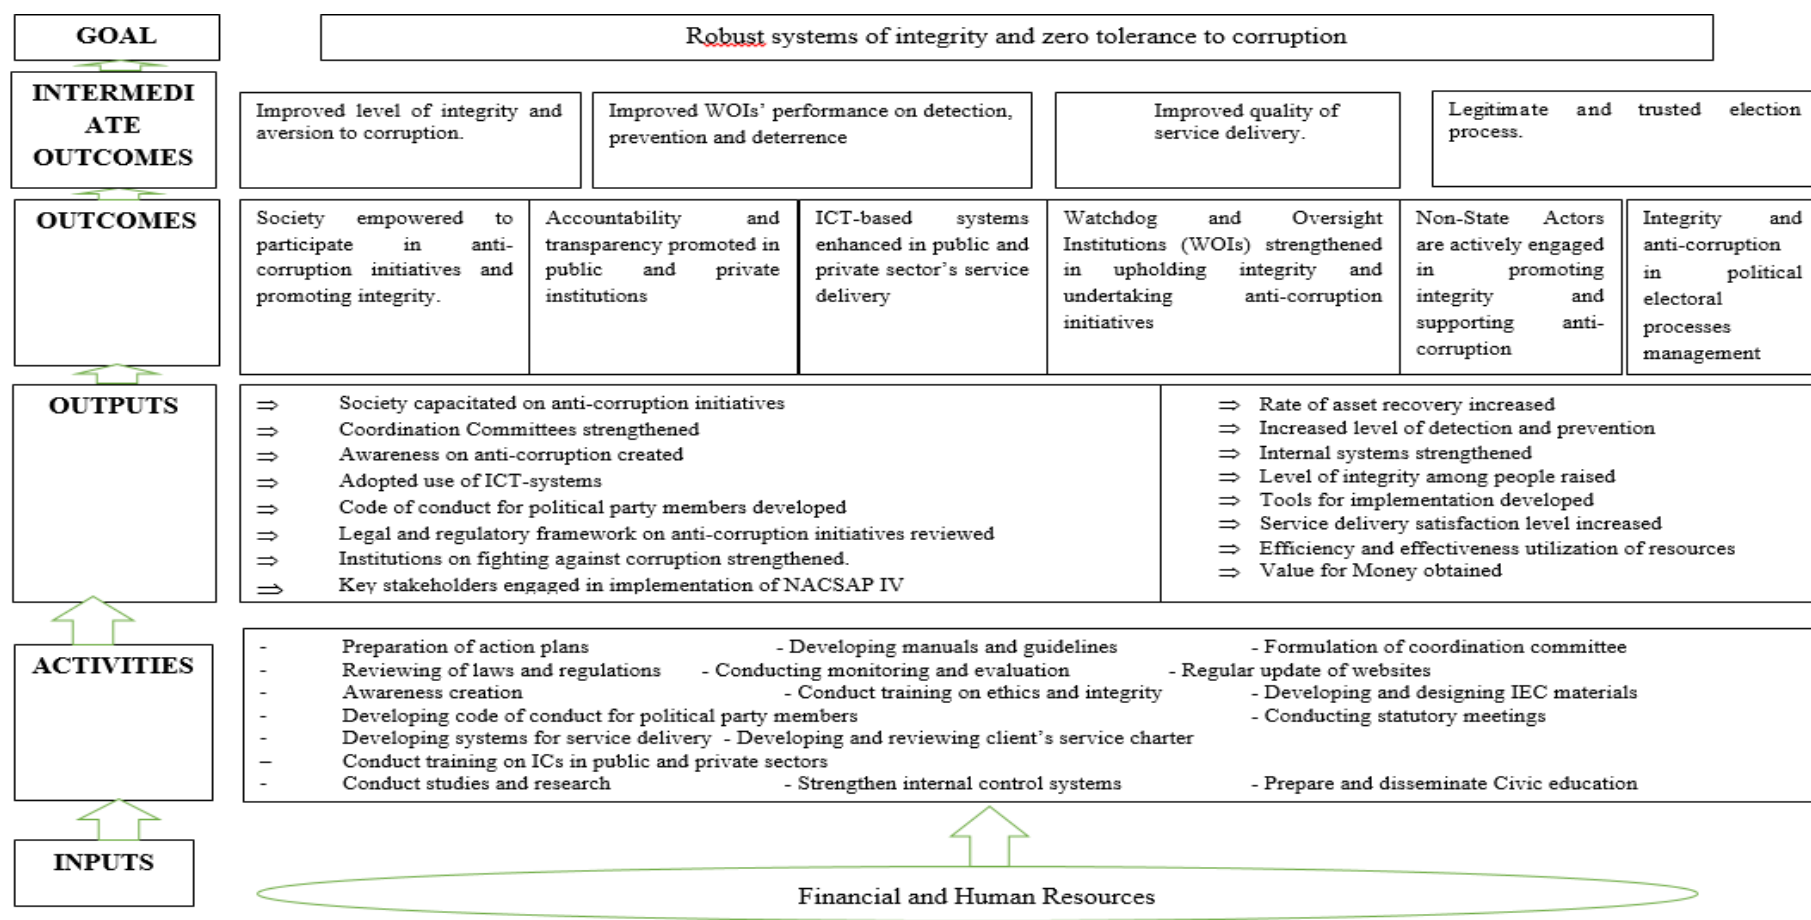 GOAL
Robust systems of integrity and zero tolerance to corruption
INTERMEDI
ATE
OUTCOMES
Improved level of integrity and
aversion to corruption.
Improved WOIs' performance on detection,
prevention and deterrence
Improved quality of
service delivery.
Legitimate and trusted election
process.
OUTCOMES
Society empowered to
participate in anti-
corruption initiatives and
promoting integrity.
Accountability and
transparency promoted in
public and private
institutions
ICT-based systems
enhanced in public and
private sector's service
delivery
Watchdog and Oversight
Institutions (WOIs) strengthened
in upholding integrity and
undertaking anti-corruption
initiatives
Non-State Actors
are actively engaged
in promoting
integrity and
supporting anti-
corruption
Integrity and
anti-corruption
in political
electoral
processes
management
OUTPUTS
⇒ Society capacitated on anti-corruption initiatives
⇒ Coordination Committees strengthened
⇒ Awareness on anti-corruption created
⇒ Adopted use of ICT-systems
⇒ Code of conduct for political party members developed
⇒ Legal and regulatory framework on anti-corruption initiatives reviewed
⇒ Institutions on fighting against corruption strengthened.
⇒ Key stakeholders engaged in implementation of NACSAP IV
⇒ Rate of asset recovery increased
⇒ Increased level of detection and prevention
⇒ Internal systems strengthened
⇒ Level of integrity among people raised
⇒ Tools for implementation developed
⇒ Service delivery satisfaction level increased
⇒ Efficiency and effectiveness utilization of resources
⇒ Value for Money obtained
ACTIVITIES
- Preparation of action plans - Developing manuals and guidelines - Formulation of coordination committee
- Reviewing of laws and regulations - Conducting monitoring and evaluation - Regular update of websites
- Awareness creation - Conduct training on ethics and integrity - Developing and designing IEC materials
- Developing code of conduct for political party members - Conducting statutory meetings
- Developing systems for service delivery - Developing and reviewing client's service charter
– Conduct training on ICs in public and private sectors
- Conduct studies and research - Strengthen internal control systems - Prepare and disseminate Civic education
INPUTS
Financial and Human Resources